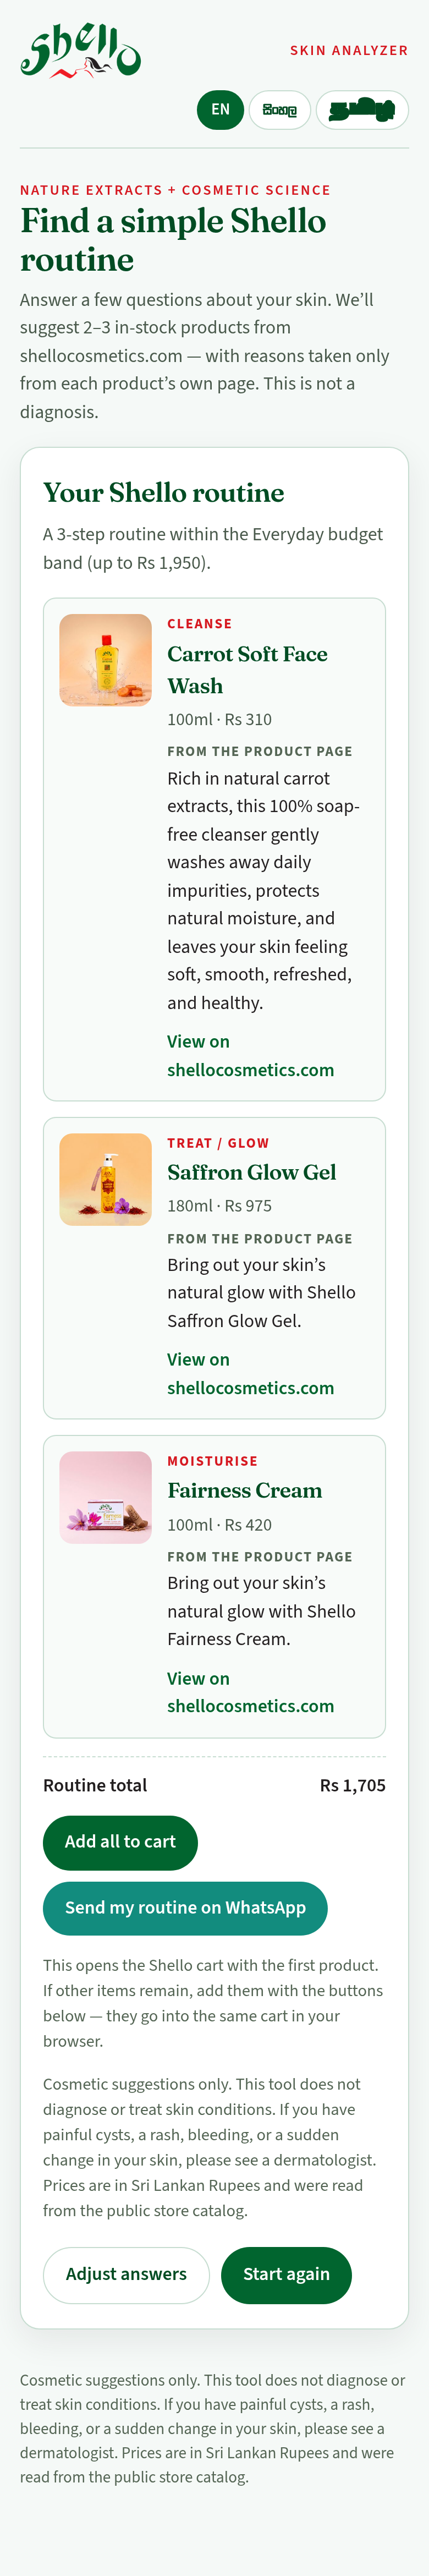 Shello
SKIN ANALYZER
EN
සිංහල
NATURE EXTRACTS + COSMETIC SCIENCE
Find a simple Shello
routine
Answer a few questions about your skin. We’ll
suggest 2–3 in-stock products from
shellocosmetics.com — with reasons taken only
from each product’s own page. This is not a
diagnosis.
Your Shello routine
A 3-step routine within the Everyday budget
band (up to Rs 1,950).
CLEANSE
Carrot Soft Face
Wash
100ml · Rs 310
FROM THE PRODUCT PAGE
Rich in natural carrot
extracts, this 100% soap-
free cleanser gently
washes away daily
impurities, protects
natural moisture, and
leaves your skin feeling
soft, smooth, refreshed,
and healthy.
View on
shellocosmetics.com
TREAT / GLOW
Saffron Glow Gel
180ml · Rs 975
FROM THE PRODUCT PAGE
Bring out your skin’s
natural glow with Shello
Saffron Glow Gel.
View on
shellocosmetics.com
MOISTURISE
Fairness Cream
100ml · Rs 420
FROM THE PRODUCT PAGE
Bring out your skin’s
natural glow with Shello
Fairness Cream.
View on
shellocosmetics.com
Routine total Rs 1,705
Add all to cart
Send my routine on WhatsApp
This opens the Shello cart with the first product.
If other items remain, add them with the buttons
below — they go into the same cart in your
browser.
Cosmetic suggestions only. This tool does not
diagnose or treat skin conditions. If you have
painful cysts, a rash, bleeding, or a sudden
change in your skin, please see a dermatologist.
Prices are in Sri Lankan Rupees and were read
from the public store catalog.
Adjust answers
Start again
Cosmetic suggestions only. This tool does not diagnose or
treat skin conditions. If you have painful cysts, a rash,
bleeding, or a sudden change in your skin, please see a
dermatologist. Prices are in Sri Lankan Rupees and were
read from the public store catalog.